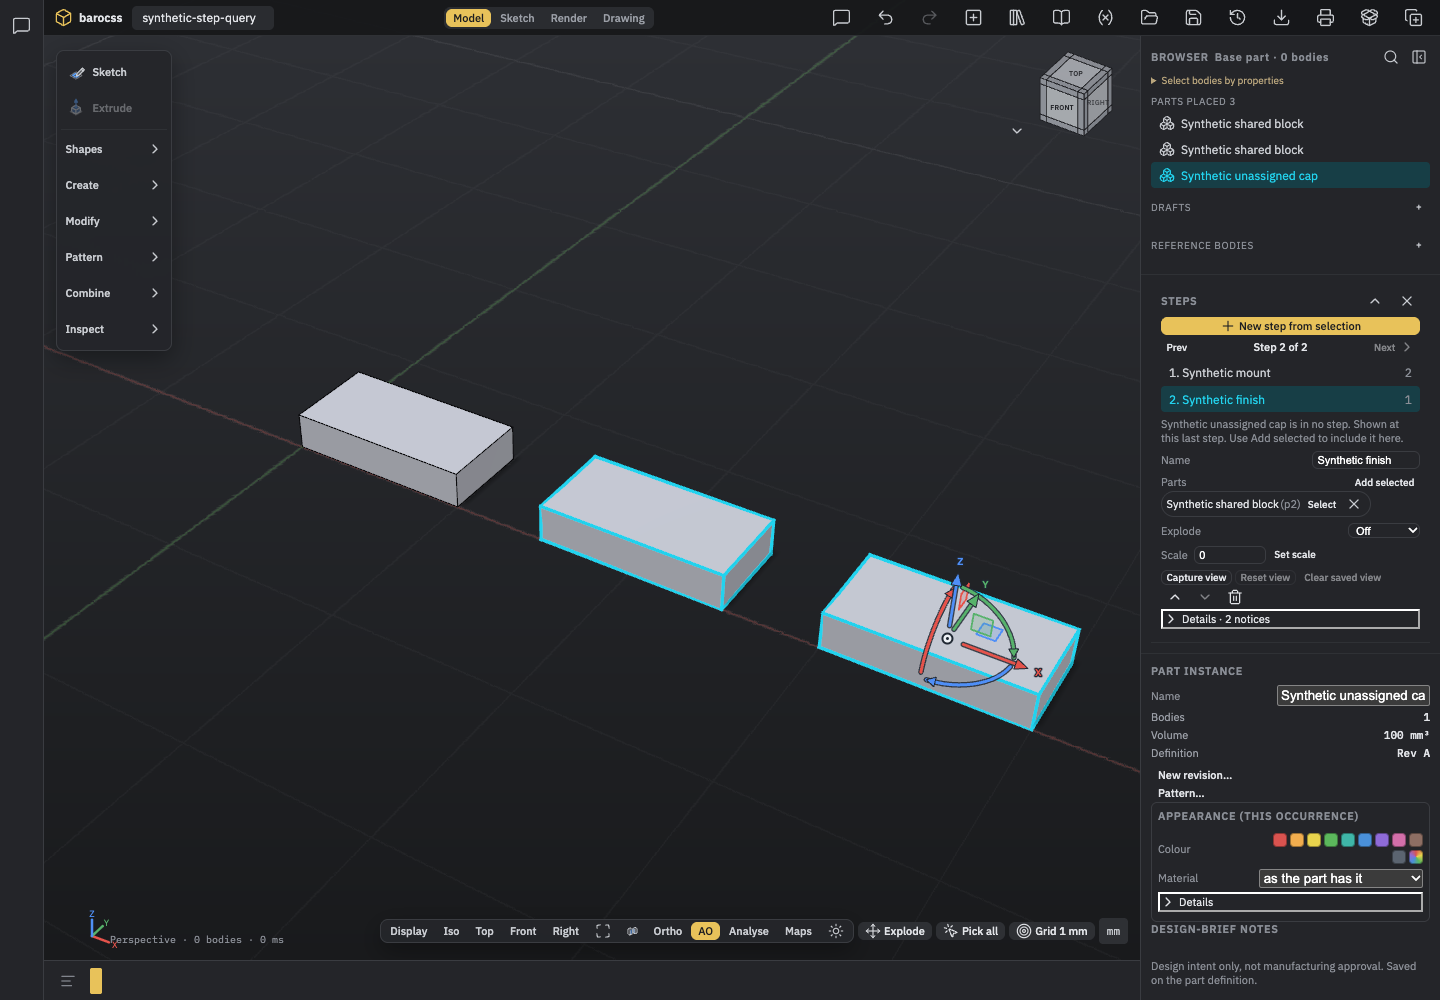 barocss
synthetic-step-query
Model
Sketch
Render
Drawing
Sketch
Extrude
Shapes
Create
Modify
Pattern
Combine
Inspect
TOP
FRONT
RIGHT
Z
Y
X
Z
Y
X
Perspective · 0 bodies · 0 ms
Display
Iso
Top
Front
Right
Ortho
AO
Analyse
Maps
Explode
Pick all
Grid 1 mm
mm
BROWSER Base part · 0 bodies
Select bodies by properties
PARTS PLACED 3
Synthetic shared block
Synthetic shared block
Synthetic unassigned cap
DRAFTS +
REFERENCE BODIES +
STEPS
New step from selection
Prev Step 2 of 2 Next
1. Synthetic mount 2
2. Synthetic finish 1
Synthetic unassigned cap is in no step. Shown at
this last step. Use Add selected to include it here.
Name Synthetic finish
Parts Add selected
Synthetic shared block (p2) Select
Explode Off
Scale 0 Set scale
Capture view Reset view Clear saved view
Details · 2 notices
PART INSTANCE
Name Synthetic unassigned ca
Bodies 1
Volume 100 mm³
Definition Rev A
New revision...
Pattern...
APPEARANCE (THIS OCCURRENCE)
Colour
Material as the part has it
Details
DESIGN-BRIEF NOTES
Design intent only, not manufacturing approval. Saved
on the part definition.